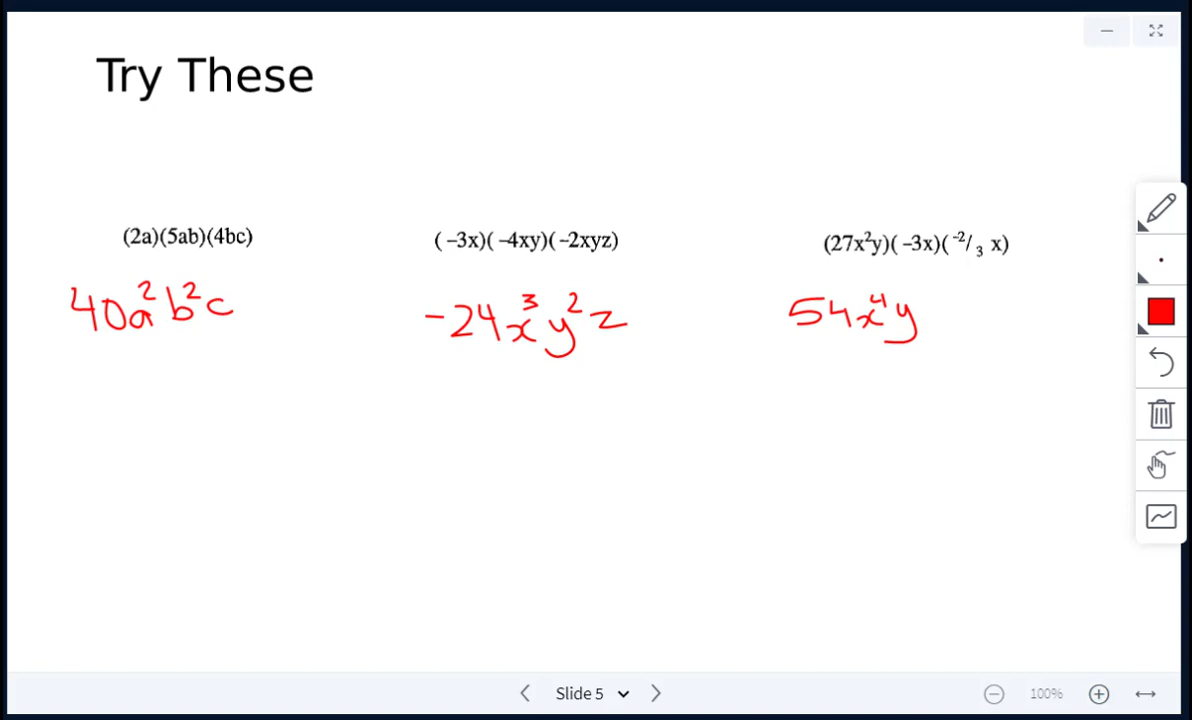 Try These
(2a)(5ab)(4bc)
(-3x)(-4xy)(-2xyz)
(27x²y)(-3x)(⁻²/₃ x)
40a²b²c
-24x³y²z
54x⁴y
Slide 5
100%